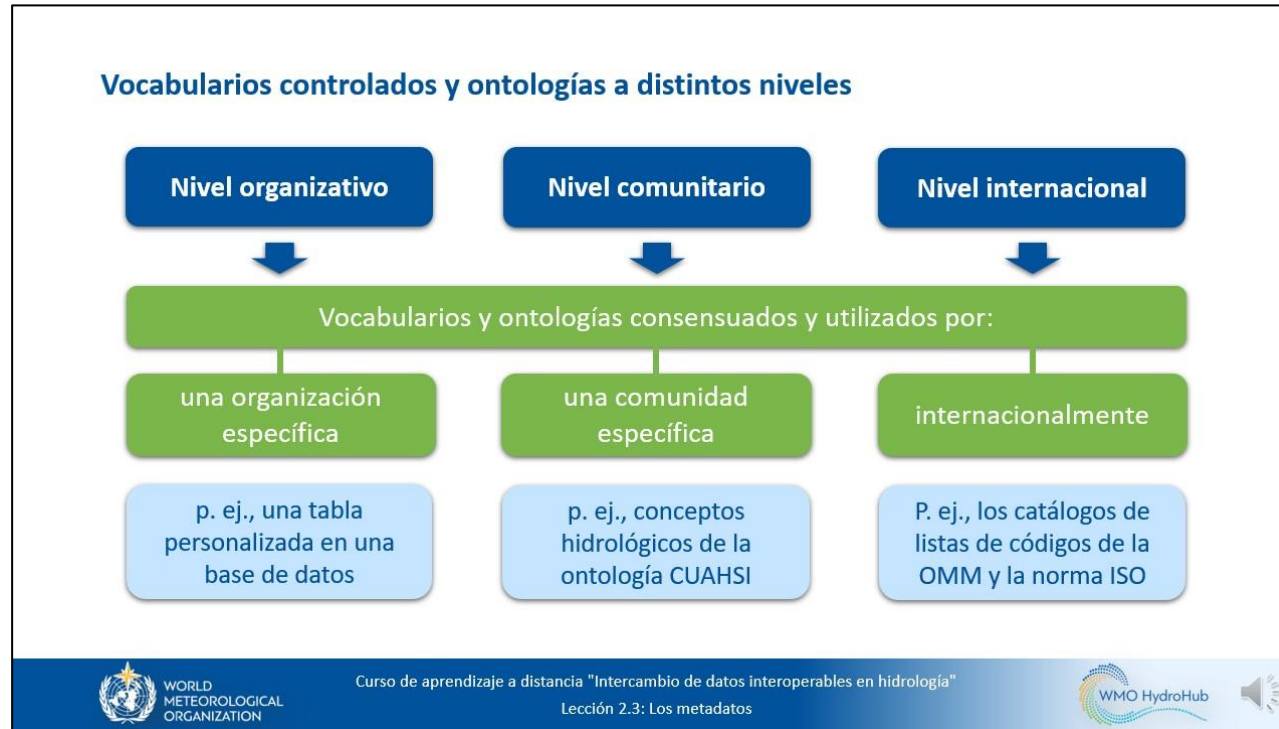 Vocabularios controlados y ontologías a distintos niveles
Nivel organizativo
Nivel comunitario
Nivel internacional
Vocabularios y ontologías consensuados y utilizados por:
una organización
específica
una comunidad
específica
internacionalmente
p. ej., una tabla
personalizada en una
base de datos
p. ej., conceptos
hidrológicos de la
ontología CUAHSI
P. ej., los catálogos de
listas de códigos de la
OMM y la norma ISO
WORLD
METEOROLOGICAL
ORGANIZATION
Curso de aprendizaje a distancia "Intercambio de datos interoperables en hidrología"
Lección 2.3: Los metadatos
WMO HydroHub